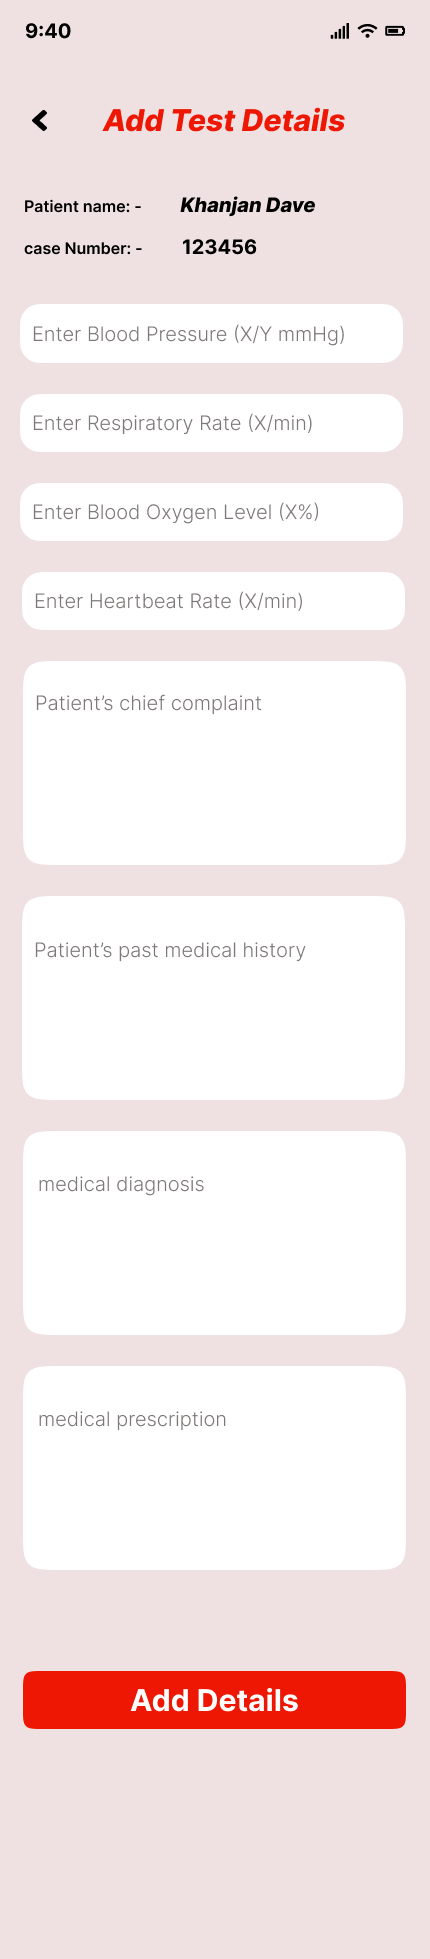 9:40
Add Test Details
Patient name: - Khanjan Dave
case Number: - 123456
Enter Blood Pressure (X/Y mmHg)
Enter Respiratory Rate (X/min)
Enter Blood Oxygen Level (X%)
Enter Heartbeat Rate (X/min)
Patient’s chief complaint
Patient’s past medical history
medical diagnosis
medical prescription
Add Details